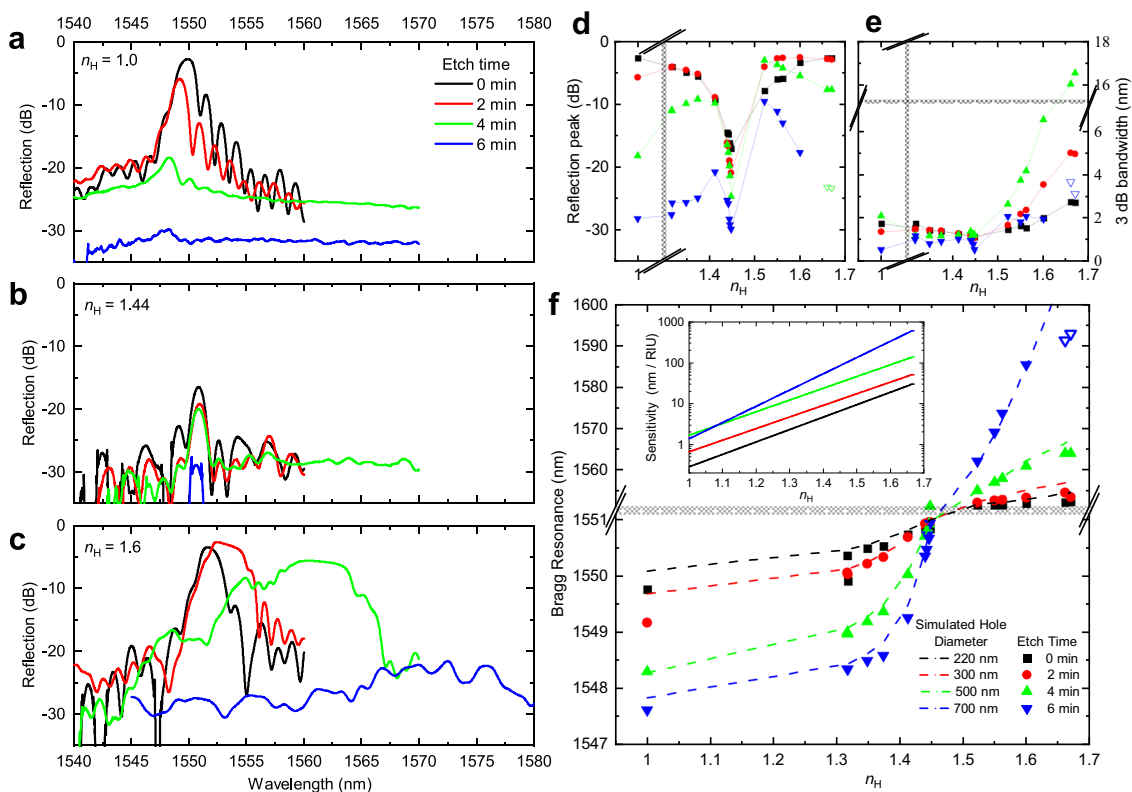 1540 1545 1550 1555 1560 1565 1570 1575 1580
a
n_H = 1.0
Etch time
0 min
2 min
4 min
6 min
0
-10
-20
-30
Reflection (dB)
b
n_H = 1.44
0
-10
-20
-30
Reflection (dB)
c
n_H = 1.6
0
-10
-20
-30
Reflection (dB)
1540 1545 1550 1555 1560 1565 1570 1575 1580
Wavelength (nm)
d
0
-10
-20
-30
Reflection peak (dB)
1.4 1.5 1.6 1.7
n_H
e
18
16
6
4
2
0
3 dB bandwidth (nm)
1.4 1.5 1.6 1.7
n_H
f
1600
1590
1580
1570
1560
1551
1550
1549
1548
1547
Bragg Resonance (nm)
1 1.1 1.2 1.3 1.4 1.5 1.6 1.7
n_H
1000
100
10
1
Sensitivity (nm / RIU)
1 1.1 1.2 1.3 1.4 1.5 1.6 1.7
n_H
Simulated Hole
Diameter
220 nm
300 nm
500 nm
700 nm
Etch Time
0 min
2 min
4 min
6 min